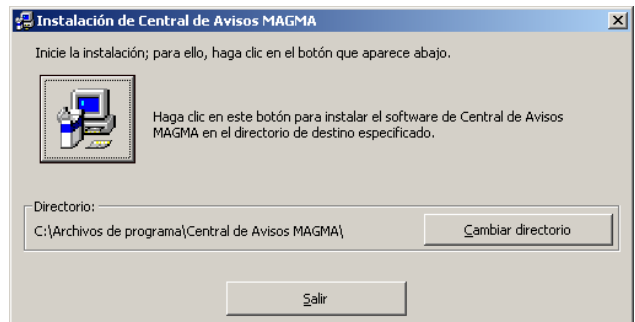 Instalación de Central de Avisos MAGMA
Inicie la instalación; para ello, haga clic en el botón que aparece abajo.
Haga clic en este botón para instalar el software de Central de Avisos
MAGMA en el directorio de destino especificado.
Directorio:
C:\Archivos de programa\Central de Avisos MAGMA\
Cambiar directorio
Salir